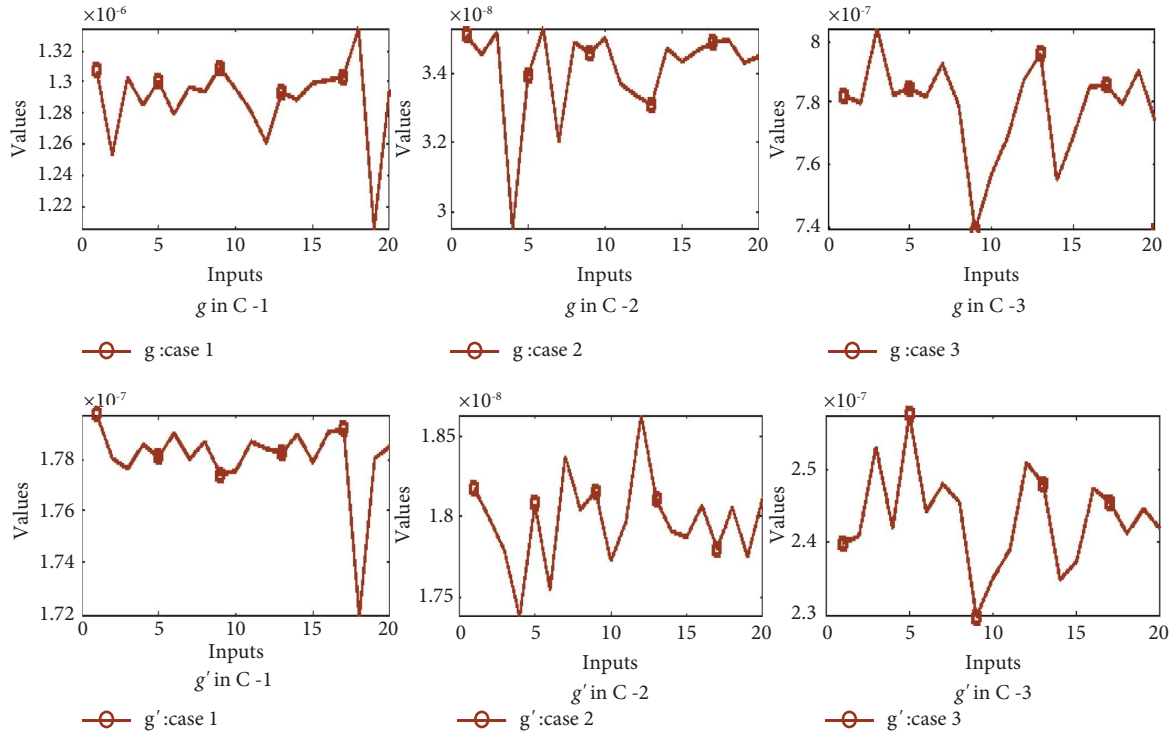 ×10⁻⁶
1.32
1.3
1.28
1.26
1.24
1.22
Values
0 5 10 15 20
Inputs
g in C -1
g :case 1
×10⁻⁸
3.4
3.2
3
Values
0 5 10 15 20
Inputs
g in C -2
g :case 2
×10⁻⁷
8
7.8
7.6
7.4
Values
0 5 10 15 20
Inputs
g in C -3
g :case 3
×10⁻⁷
1.78
1.76
1.74
1.72
Values
0 5 10 15 20
Inputs
g′ in C -1
g′ :case 1
×10⁻⁸
1.85
1.8
1.75
Values
0 5 10 15 20
Inputs
g′ in C -2
g′ :case 2
×10⁻⁷
2.5
2.4
2.3
Values
0 5 10 15 20
Inputs
g′ in C -3
g′ :case 3